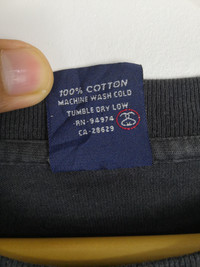 100% COTTON
MACHINE WASH COLD
TUMBLE DRY LOW
-RN-94974
CA-28629